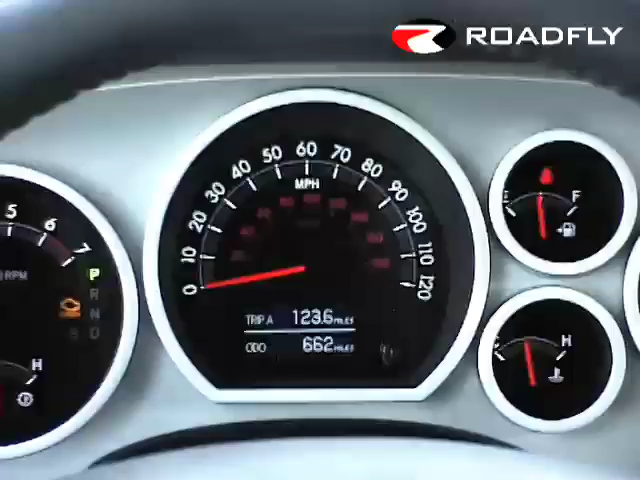 ROADFLY
0 10 20 30 40 50 60 70 80 90 100 110 120
MPH
5 6 7
RPM
P
R
N
D
H
TRIP A 123.6 MILES
ODO 662 MILES
E F
C H